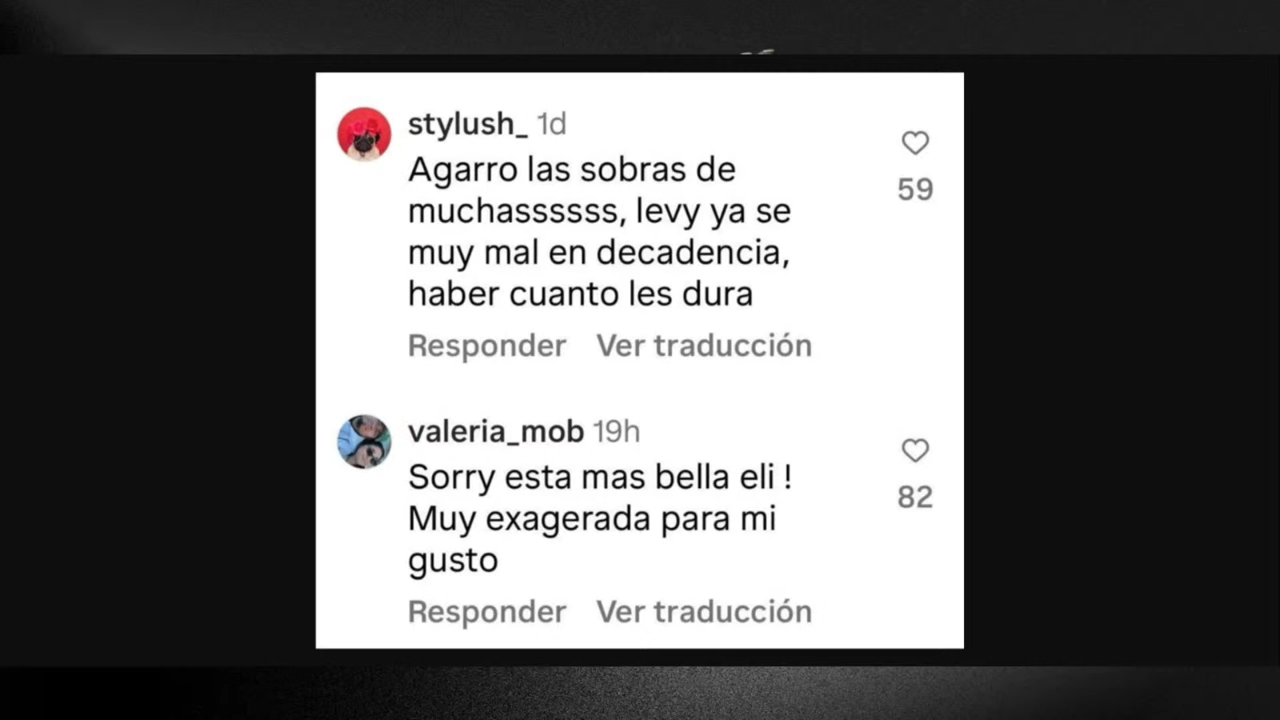 stylush_ 1d
Agarro las sobras de
muchassssss, levy ya se
muy mal en decadencia,
haber cuanto les dura
59
Responder Ver traducción
valeria_mob 19h
Sorry esta mas bella eli !
Muy exagerada para mi
gusto
82
Responder Ver traducción